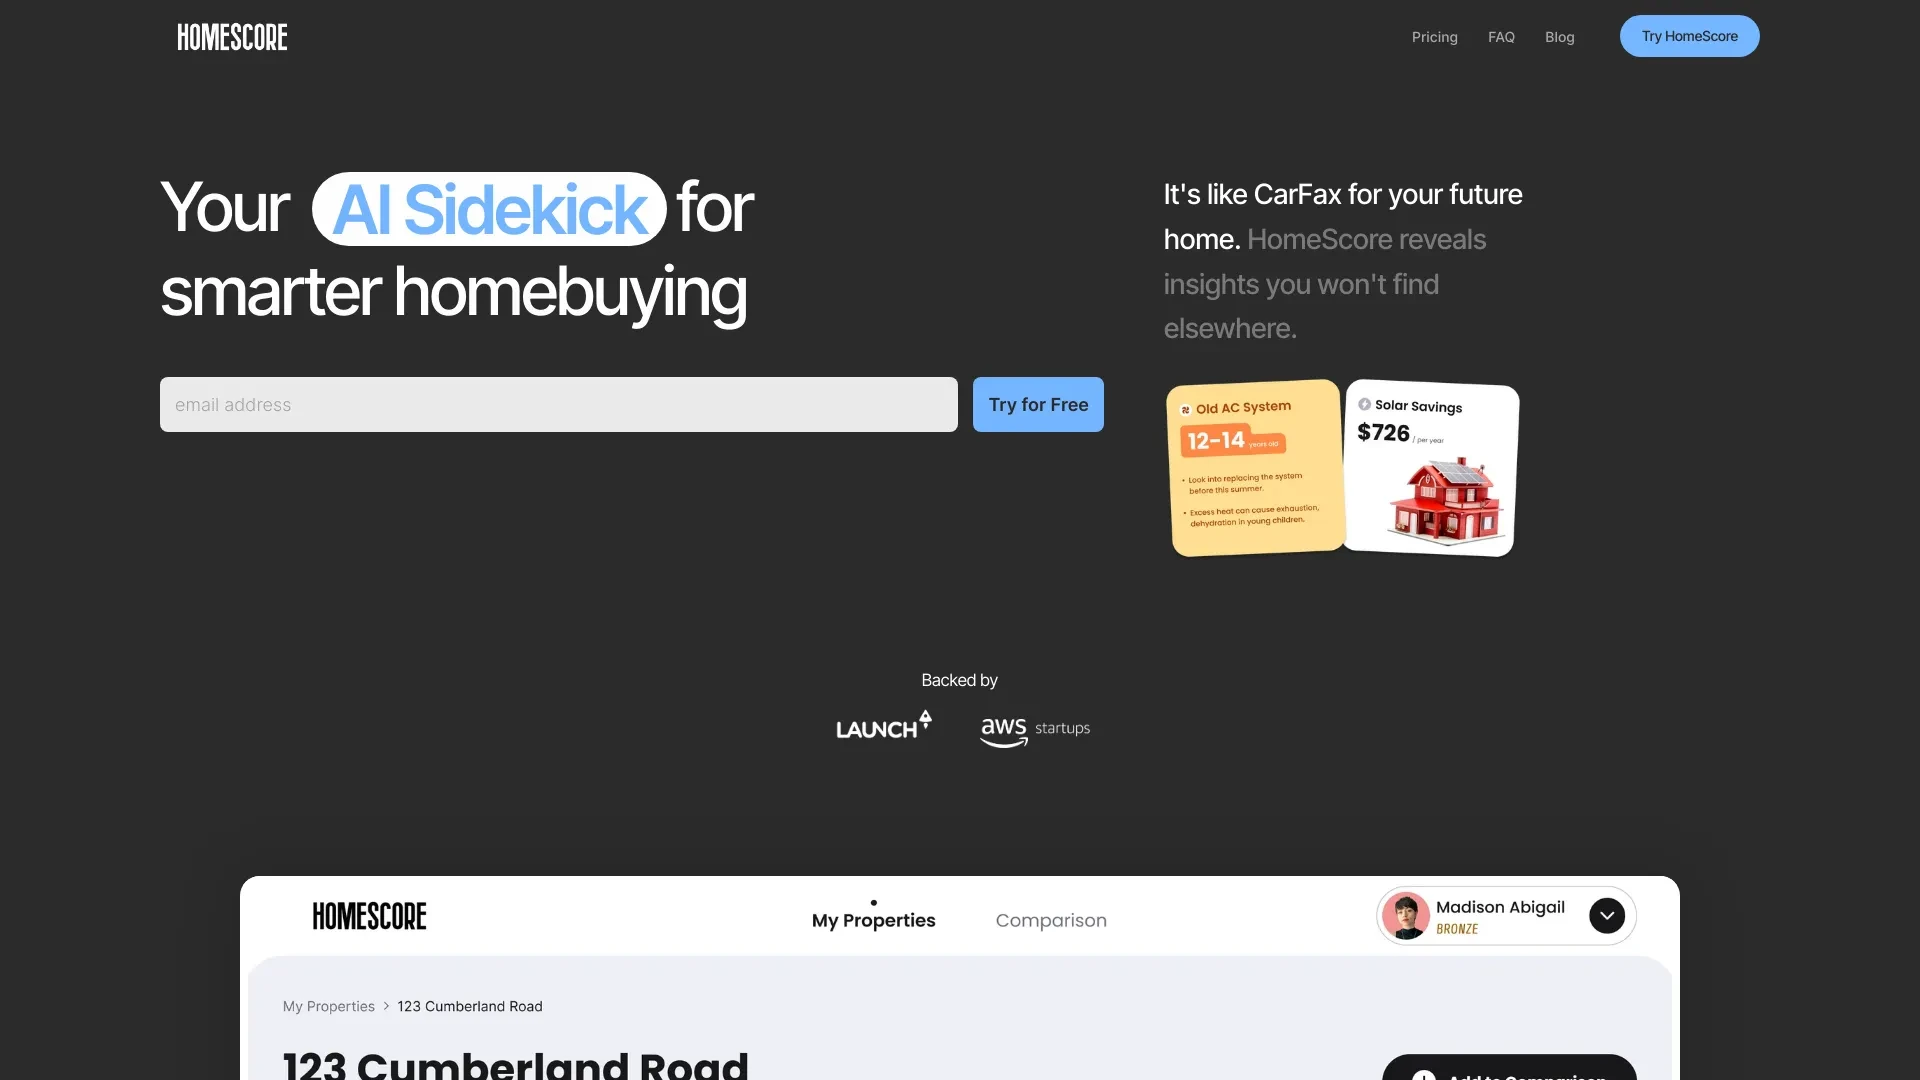 HOMESCORE
Pricing
FAQ
Blog
Try HomeScore
Your AI Sidekick for
smarter homebuying
email address
Try for Free
It's like CarFax for your future
home. HomeScore reveals
insights you won't find
elsewhere.
Old AC System
12-14 years old
• Look into replacing the system
before this summer.
• Excess heat can cause exhaustion,
dehydration in young children.
Solar Savings
$726 / per year
Backed by
LAUNCH
aws startups
HOMESCORE
My Properties
Comparison
Madison Abigail
BRONZE
My Properties > 123 Cumberland Road
123 Cumberland Road
Add to Comparison